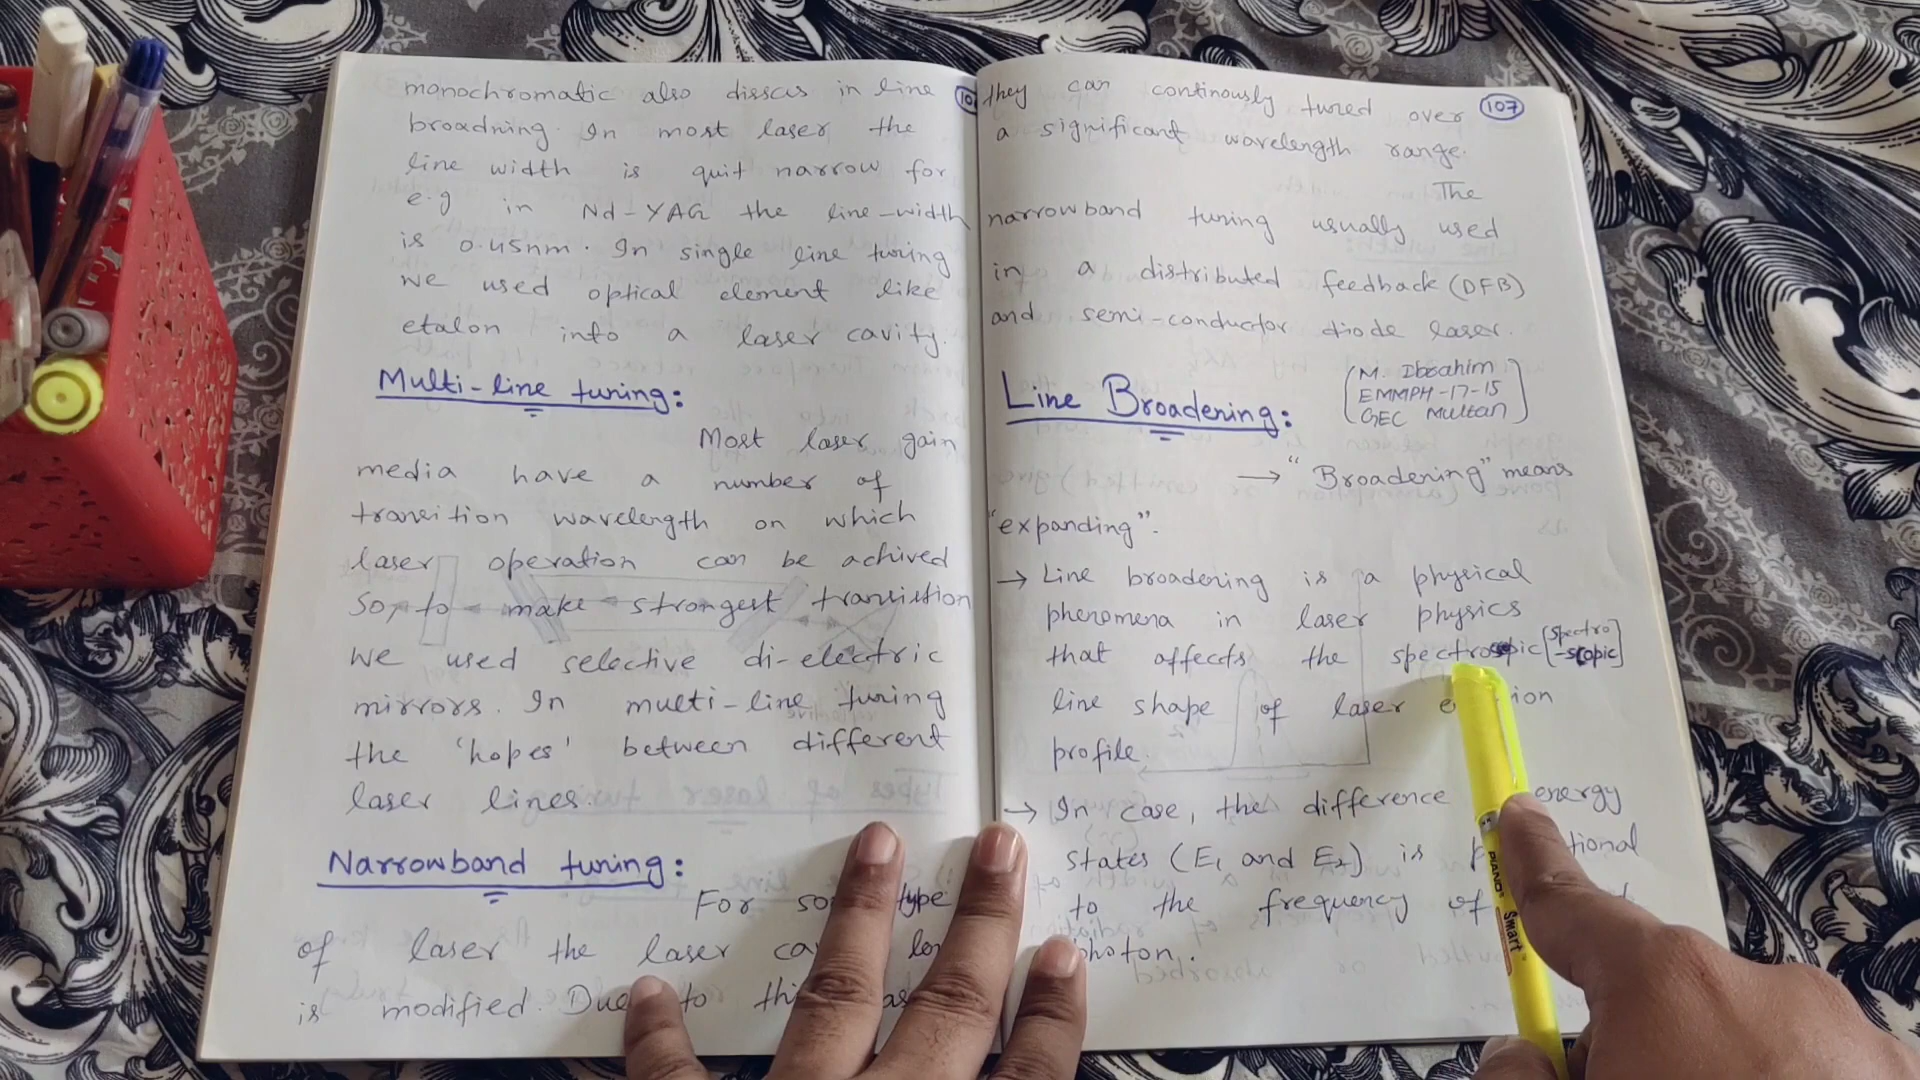 monochromatic also disscus in line
broadning. In most laser the
line width is quit narrow for
e.g in Nd-YAG the line-width
is 0.45nm. In single line tuning
we used optical element like
etalon into a laser cavity.
Multi-line tuning:
Most laser gain
media have a number of
transition wavelength on which
laser operation can be achived
So, to make strongest transistion
we used selective di-electric
mirrors. In multi-line tuning
the 'hopes' between different
laser lines.
Narrowband tuning:
For type
of laser the laser
is modified. Due to
107
they can continously tuned over
a significant wavelength range.
The
narrowband tuning usually used
in a distributed feedback (DFB)
and semi-conductor diode laser.
Line Broadening:
(M. Ibrahim
EMMPH-17-15
GEC Multan)
→ "Broadening" means
"expanding".
→ Line broadening is a physical
phenomena in laser physics
that affects the spectrospic [spectro
-scopic]
line shape of laser
profile.
→ In case, the difference energy
states (E₁ and E₂) is
to the frequency of
photon.
PIANO Smart